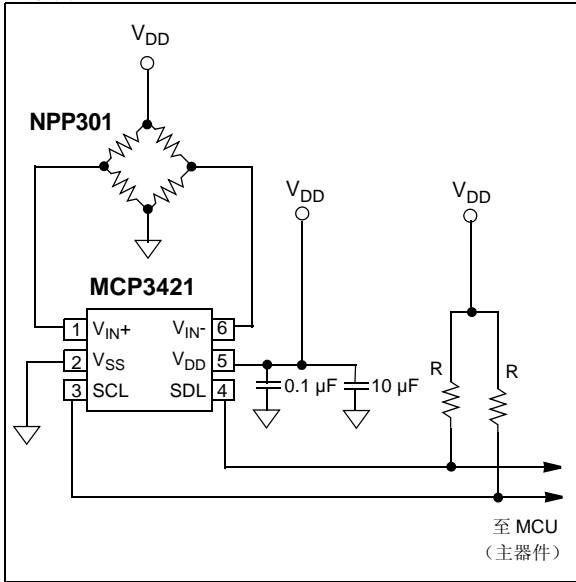 VDD
NPP301
VDD
VDD
MCP3421
1 VIN+ VIN- 6
2 VSS VDD 5
3 SCL SDL 4
0.1 µF 10 µF
R R
至 MCU
（主器件）